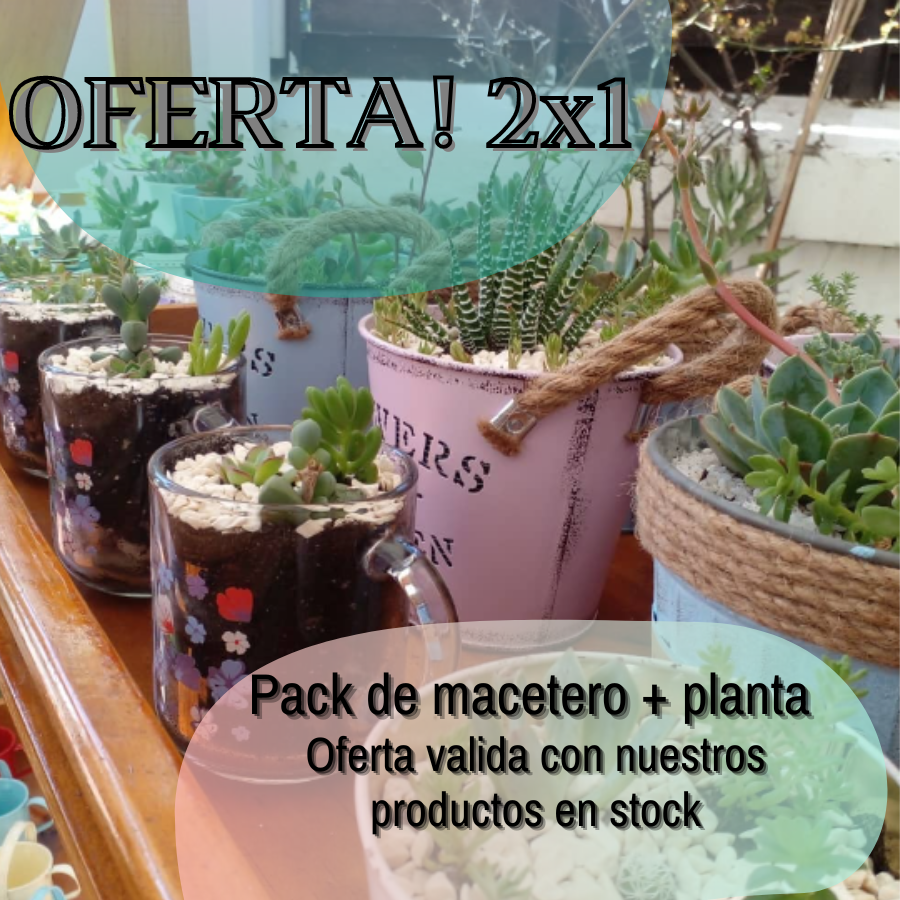 OFERTA! 2x1
Pack de macetero + planta
Oferta valida con nuestros
productos en stock